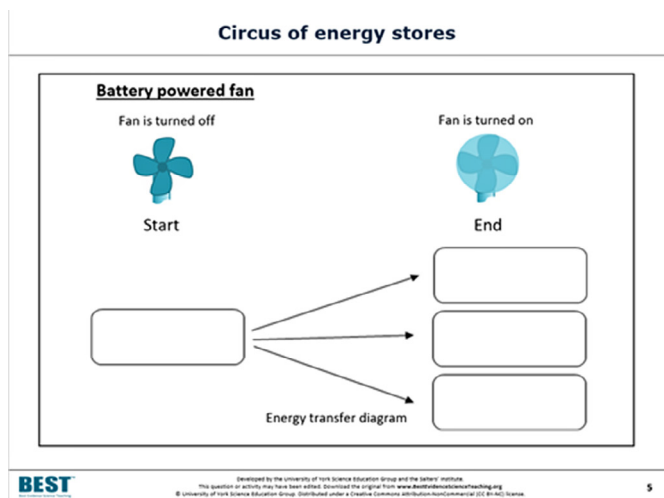 Circus of energy stores
Battery powered fan
Fan is turned off
Fan is turned on
Start
End
Energy transfer diagram
BEST
Developed by the University of York Science Education Group and the Salters' Institute.
This question or activity may have been edited. Download the original from www.BestEvidenceScienceTeaching.org
© University of York Science Education Group. Distributed under a Creative Commons Attribution-NonCommercial (CC BY-NC) license.
5